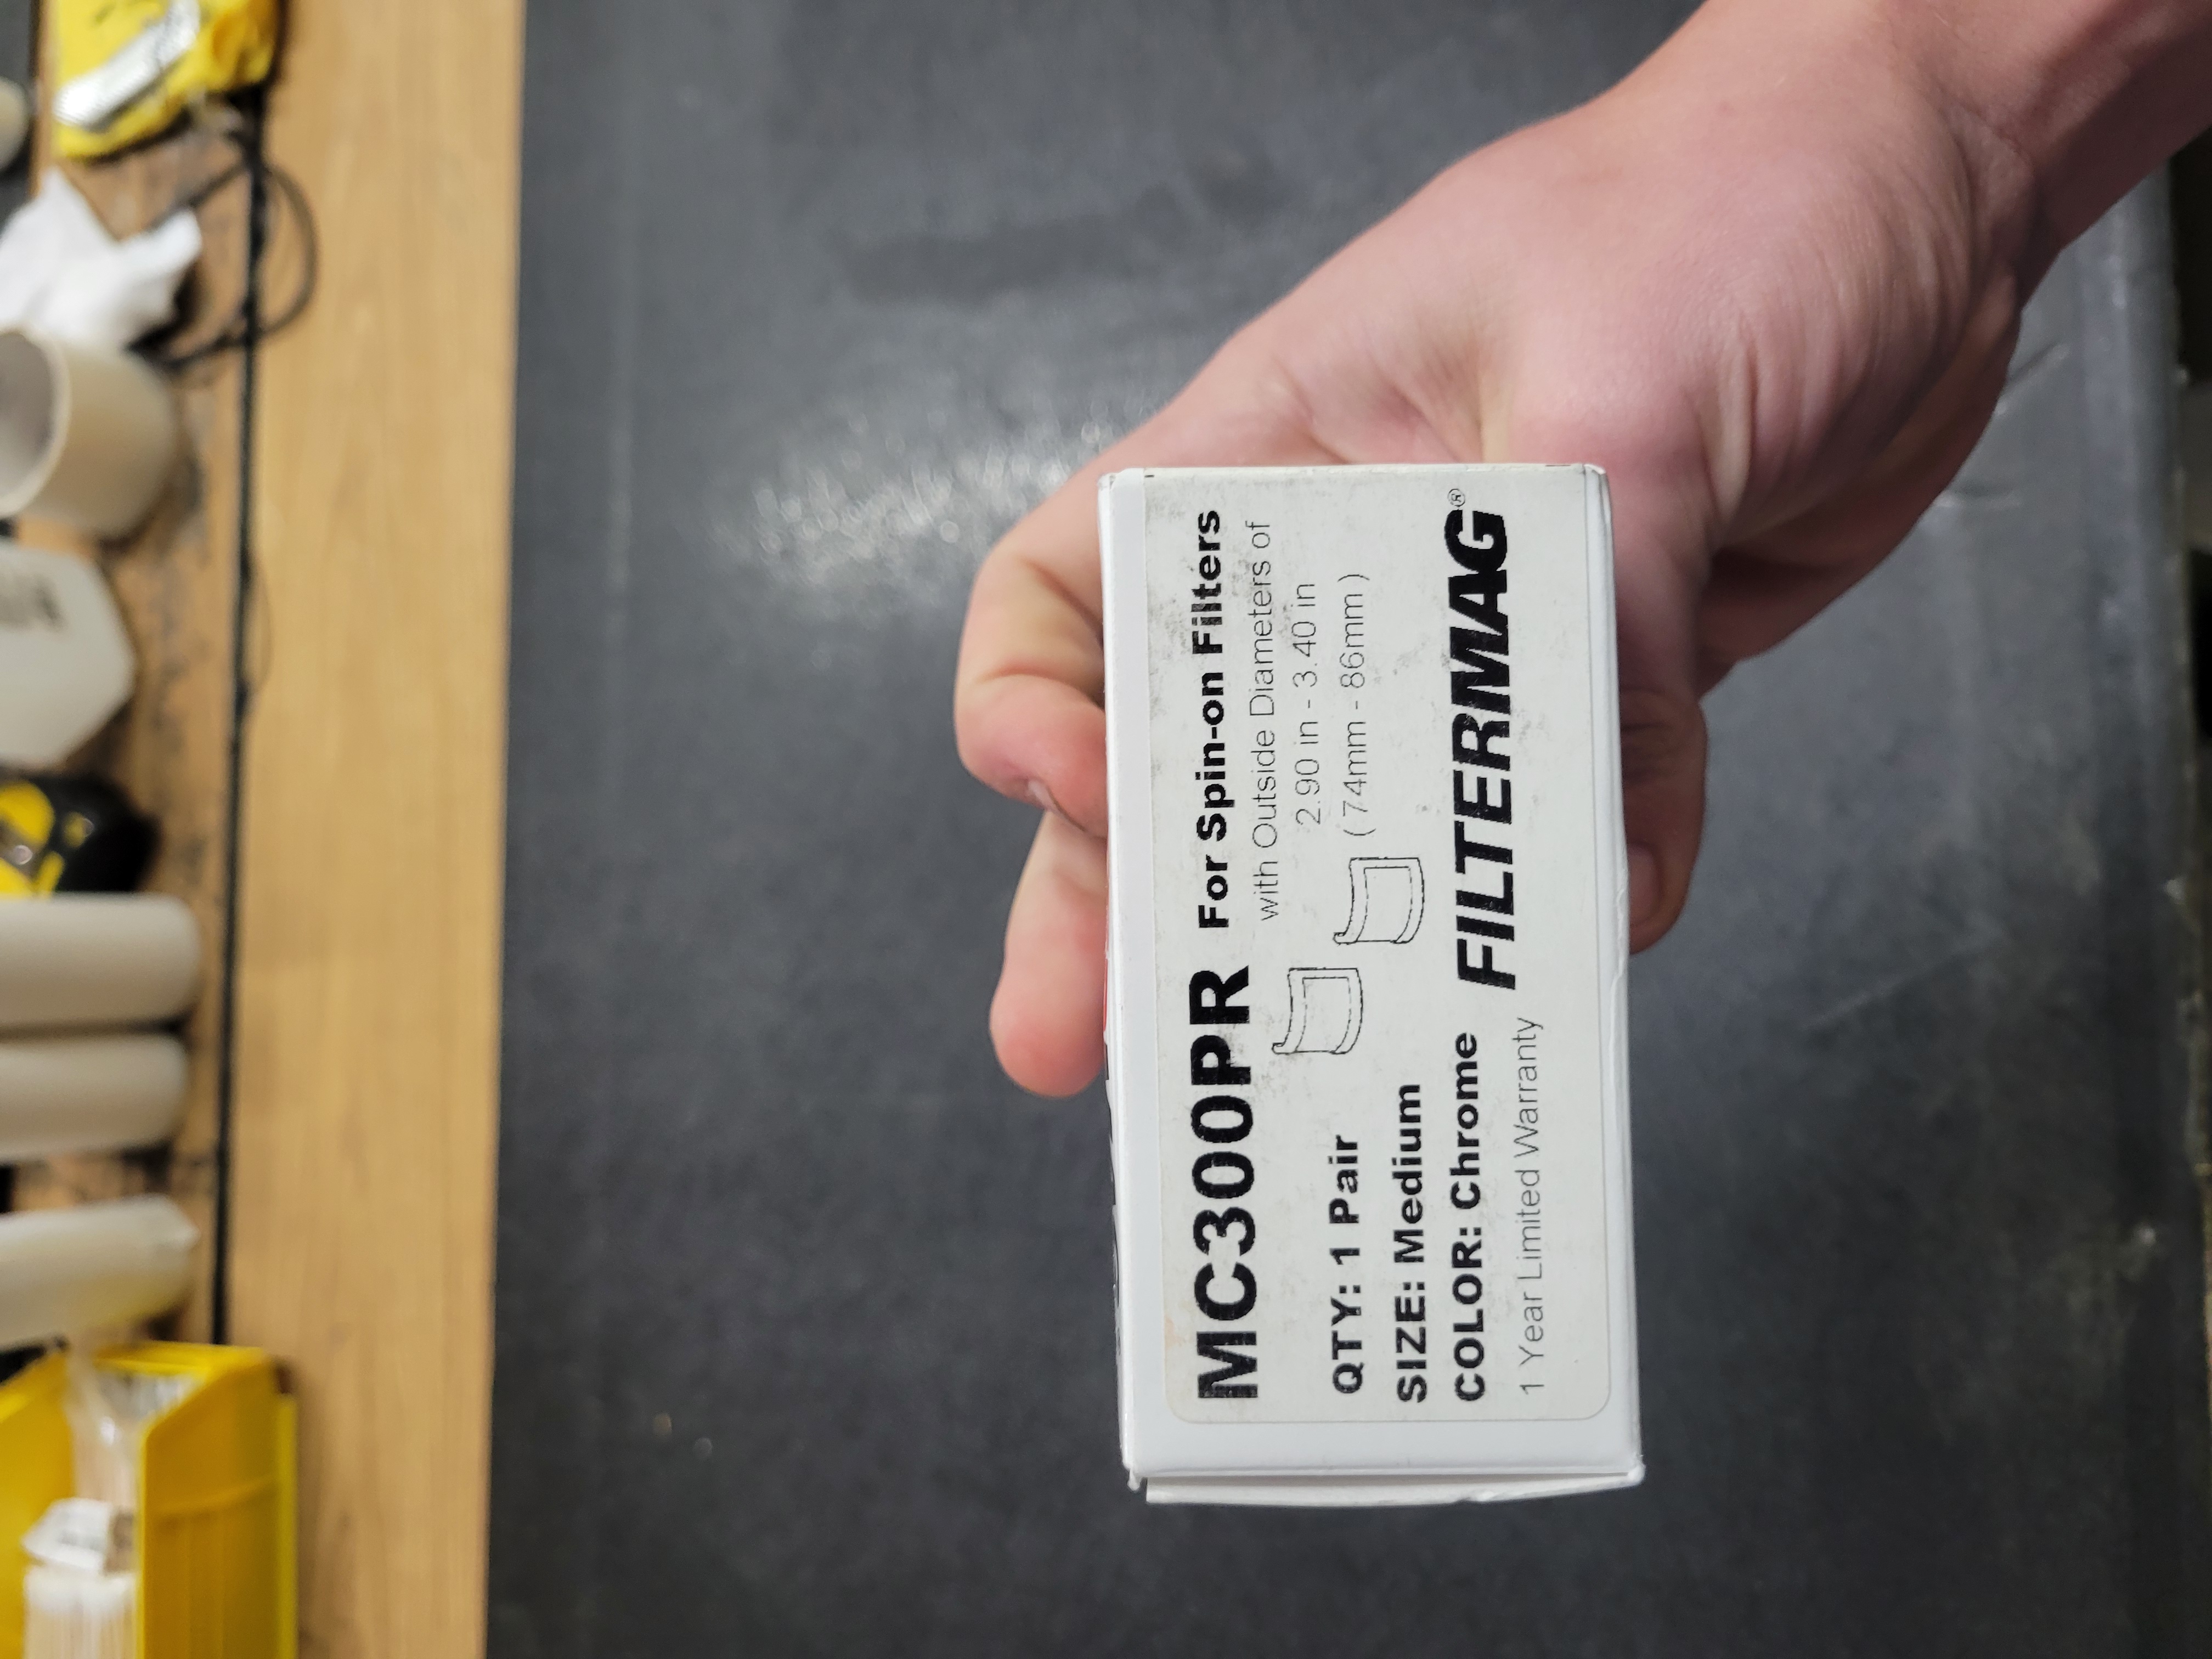 MC300PR
For Spin-on Filters
with Outside Diameters of
2.90 in - 3.40 in
( 74mm - 86mm )
QTY: 1 Pair
SIZE: Medium
COLOR: Chrome
1 Year Limited Warranty
FILTERMAG®